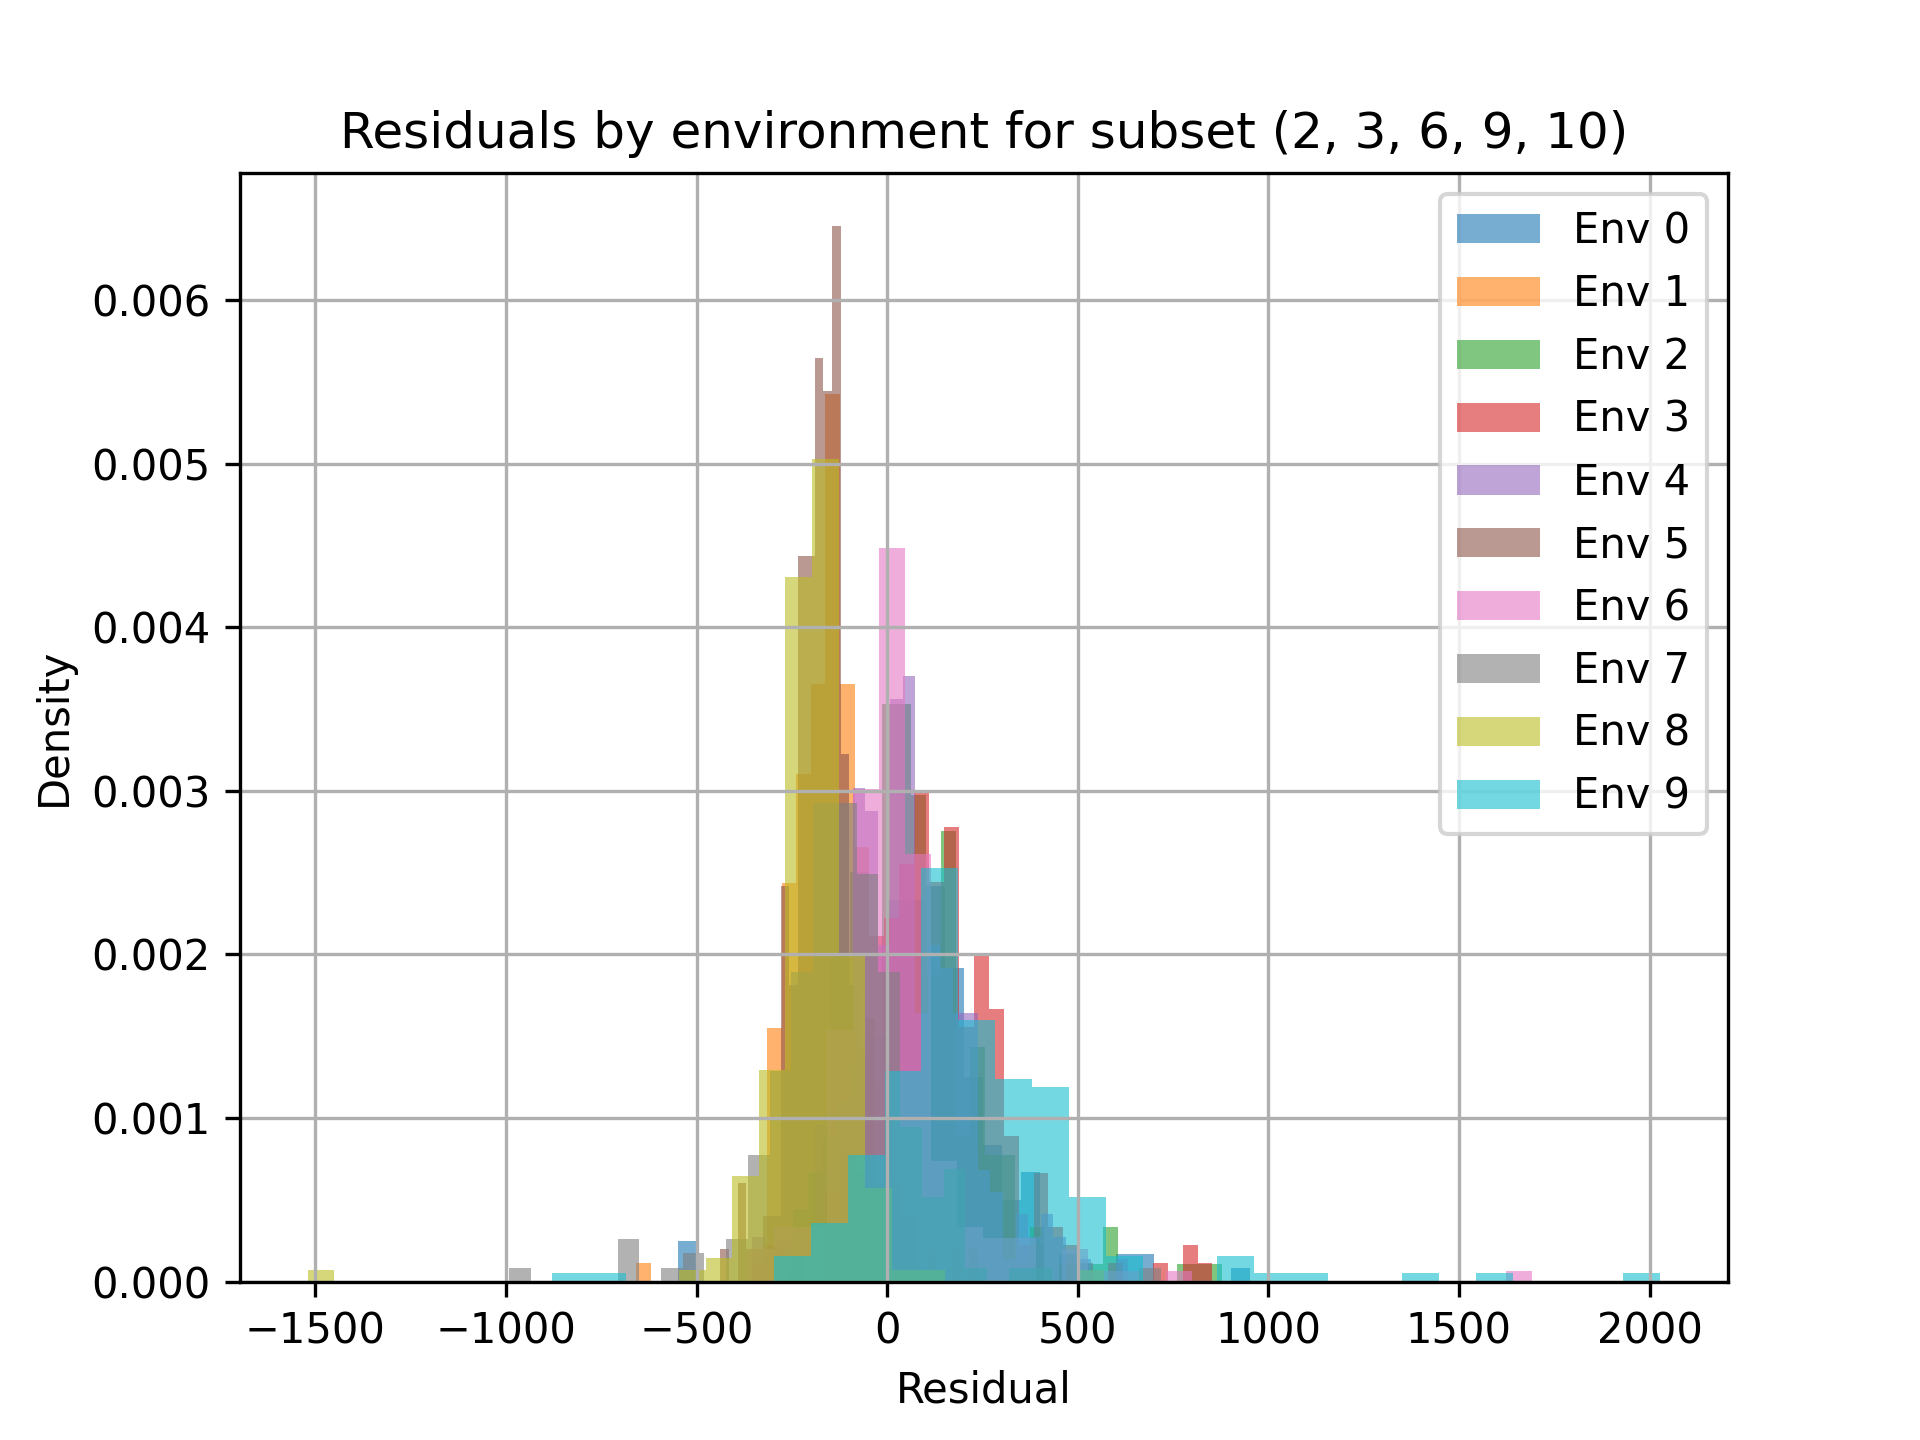 Residuals by environment for subset (2, 3, 6, 9, 10)
Env 0
Env 1
Env 2
Env 3
Env 4
Env 5
Env 6
Env 7
Env 8
Env 9
Density
0.006
0.005
0.004
0.003
0.002
0.001
0.000
−1500 −1000 −500 0 500 1000 1500 2000
Residual